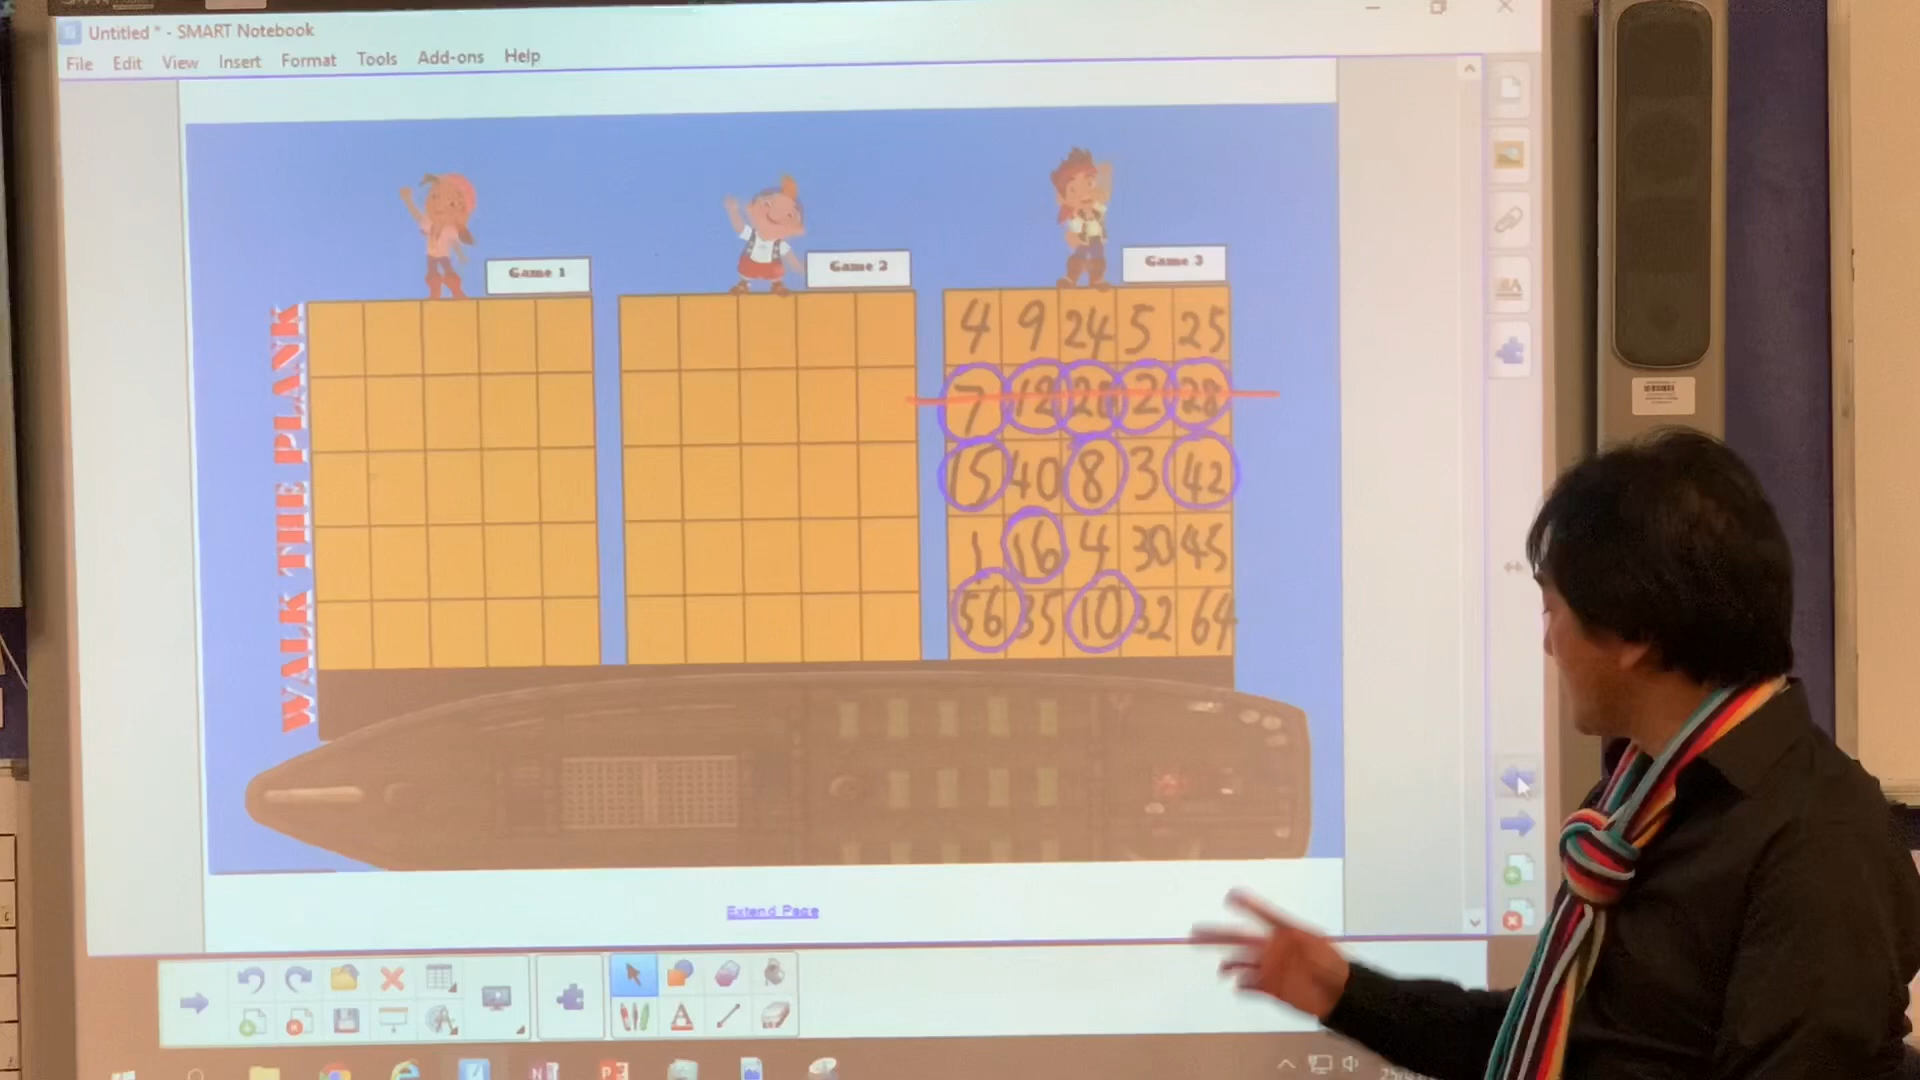 Untitled * - SMART Notebook
File Edit View Insert Format Tools Add-ons Help
Game 1
Game 2
Game 3
WALK THE PLANK
4 9 24 5 25
7 12 2 28
15 40 8 3 42
1 16 4 30 45
56 35 10 32 64
Extend Page